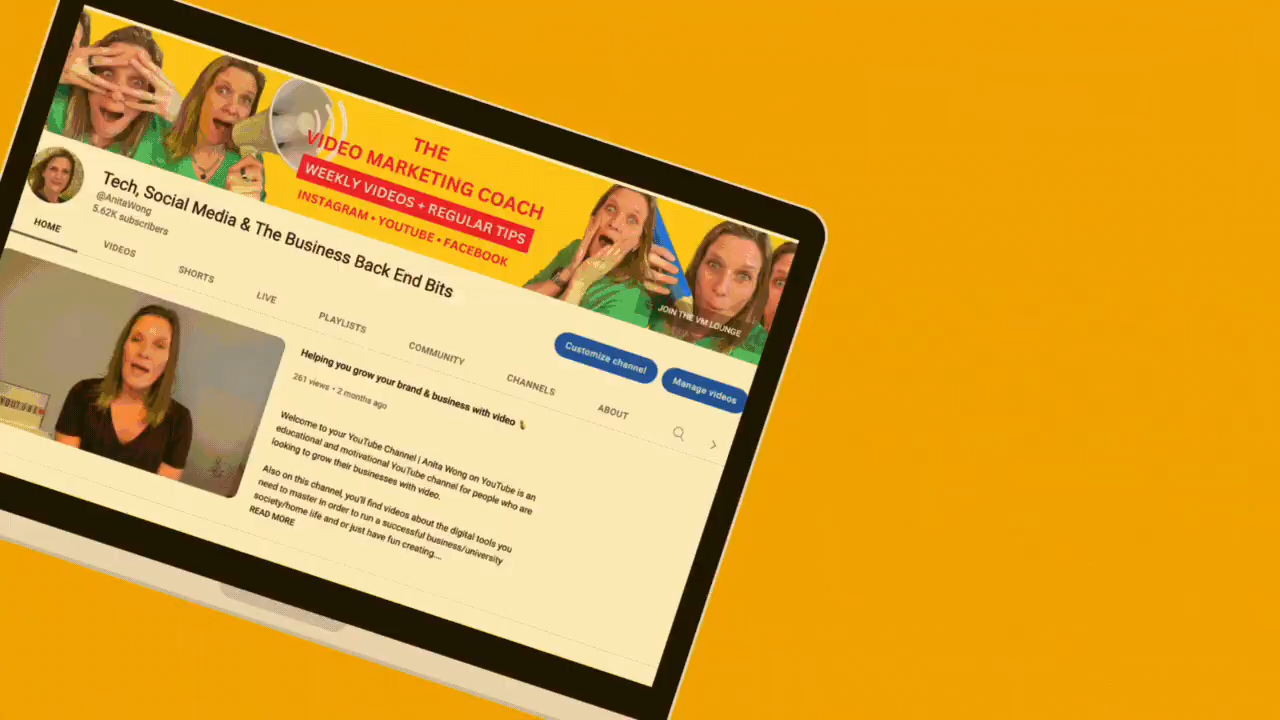 THE
VIDEO MARKETING COACH
WEEKLY VIDEOS + REGULAR TIPS
INSTAGRAM • YOUTUBE • FACEBOOK
JOIN THE VM LOUNGE
Tech, Social Media & The Business Back End Bits
@AnitaWong
5.62K subscribers
Customize channel
Manage videos
HOME
VIDEOS
SHORTS
LIVE
PLAYLISTS
COMMUNITY
CHANNELS
ABOUT
YOUTUBE
Helping you grow your brand & business with video
261 views • 2 months ago
Welcome to your YouTube Channel | Anita Wong on YouTube is an
educational and motivational YouTube channel for people who are
looking to grow their businesses with video.
Also on this channel, you'll find videos about the digital tools you
need to master in order to run a successful business/university
society/home life and or just have fun creating....
READ MORE